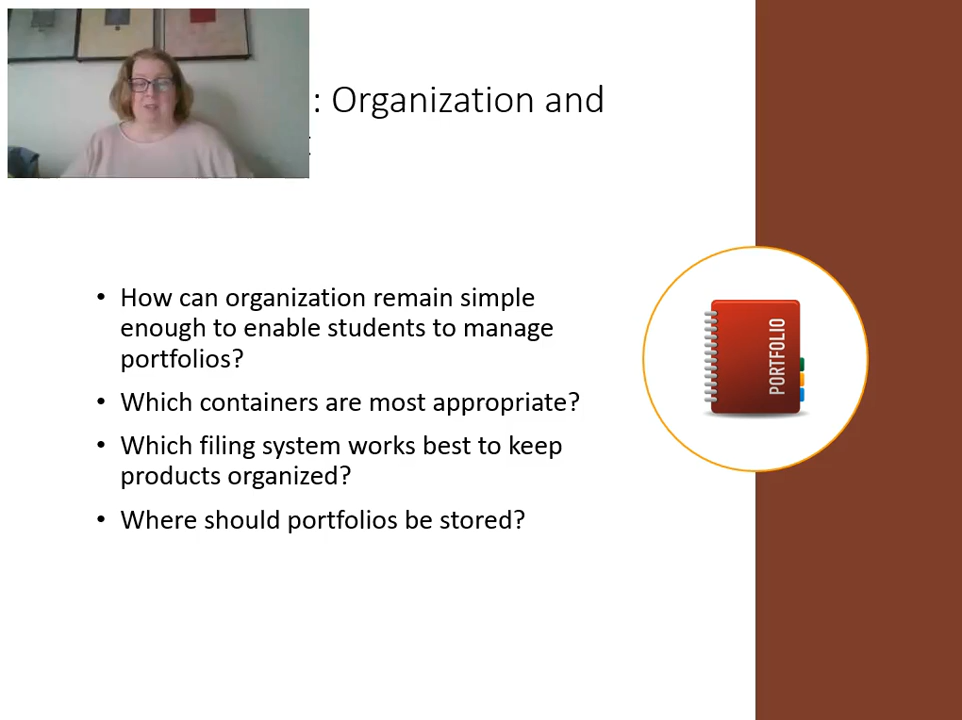 : Organization and
• How can organization remain simple
enough to enable students to manage
portfolios?
• Which containers are most appropriate?
• Which filing system works best to keep
products organized?
• Where should portfolios be stored?
PORTFOLIO